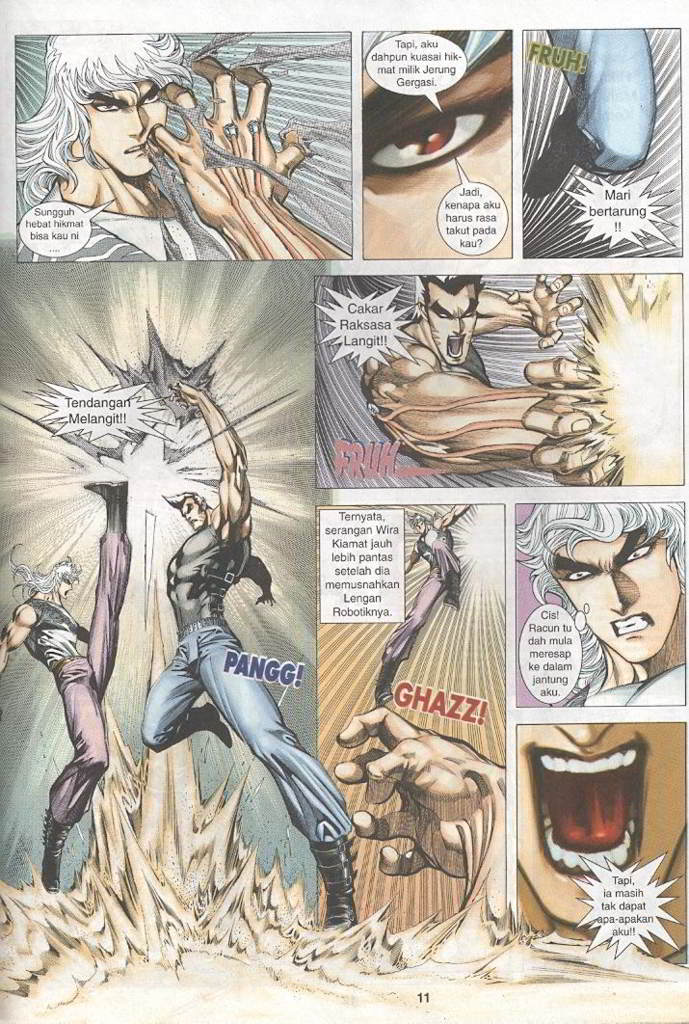 Sungguh
hebat hikmat
bisa kau ni
....
Tapi, aku
dahpun kuasai hik-
mat milik Jerung
Gergasi.
Jadi,
kenapa aku
harus rasa
takut pada
kau?
FRUH!
Mari
bertarung
!!
Tendangan
Melangit!!
PANGG!
Cakar
Raksasa
Langit!!
FRUH
Ternyata,
serangan Wira
Kiamat jauh
lebih pantas
setelah dia
memusnahkan
Lengan
Robotiknya.
GHAZZ!
Cis!
Racun tu
dah mula
meresap
ke dalam
jantung
aku.
Tapi,
ia masih
tak dapat
apa-apakan
aku!!
11